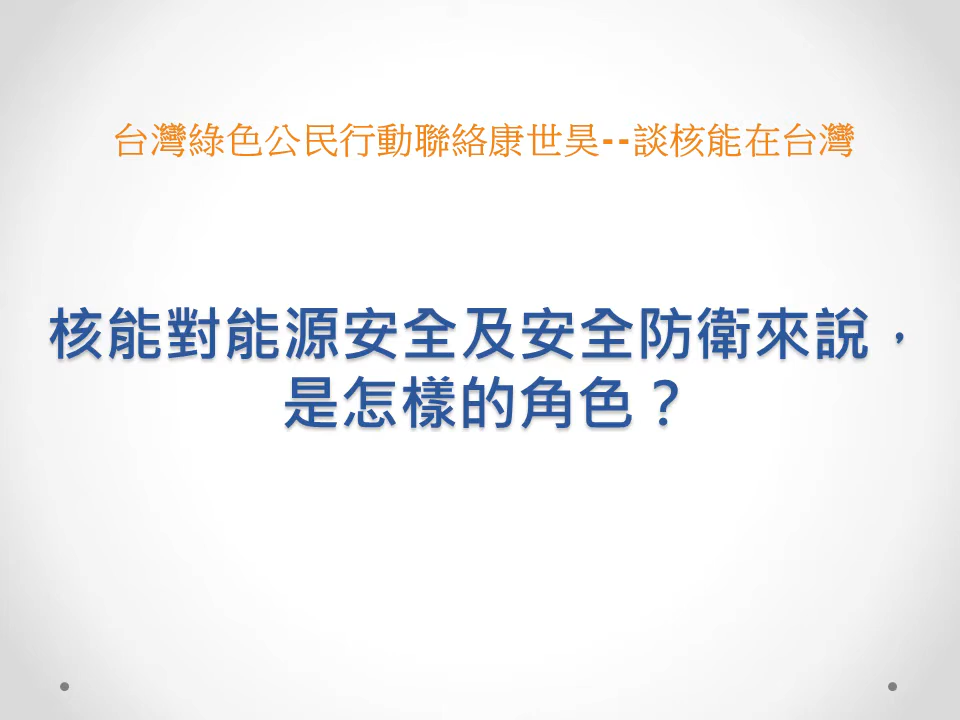 台灣綠色公民行動聯絡康世昊--談核能在台灣
核能對能源安全及安全防衛來說，
是怎樣的角色？